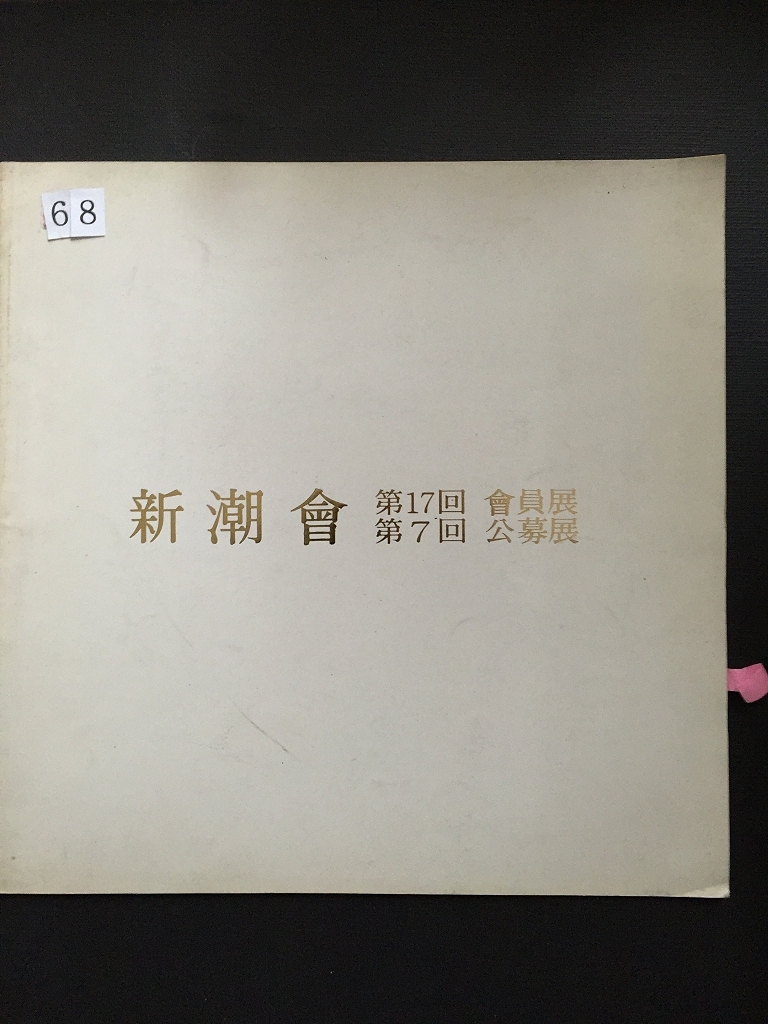 68
新潮會
第17回 會員展
第7回 公募展